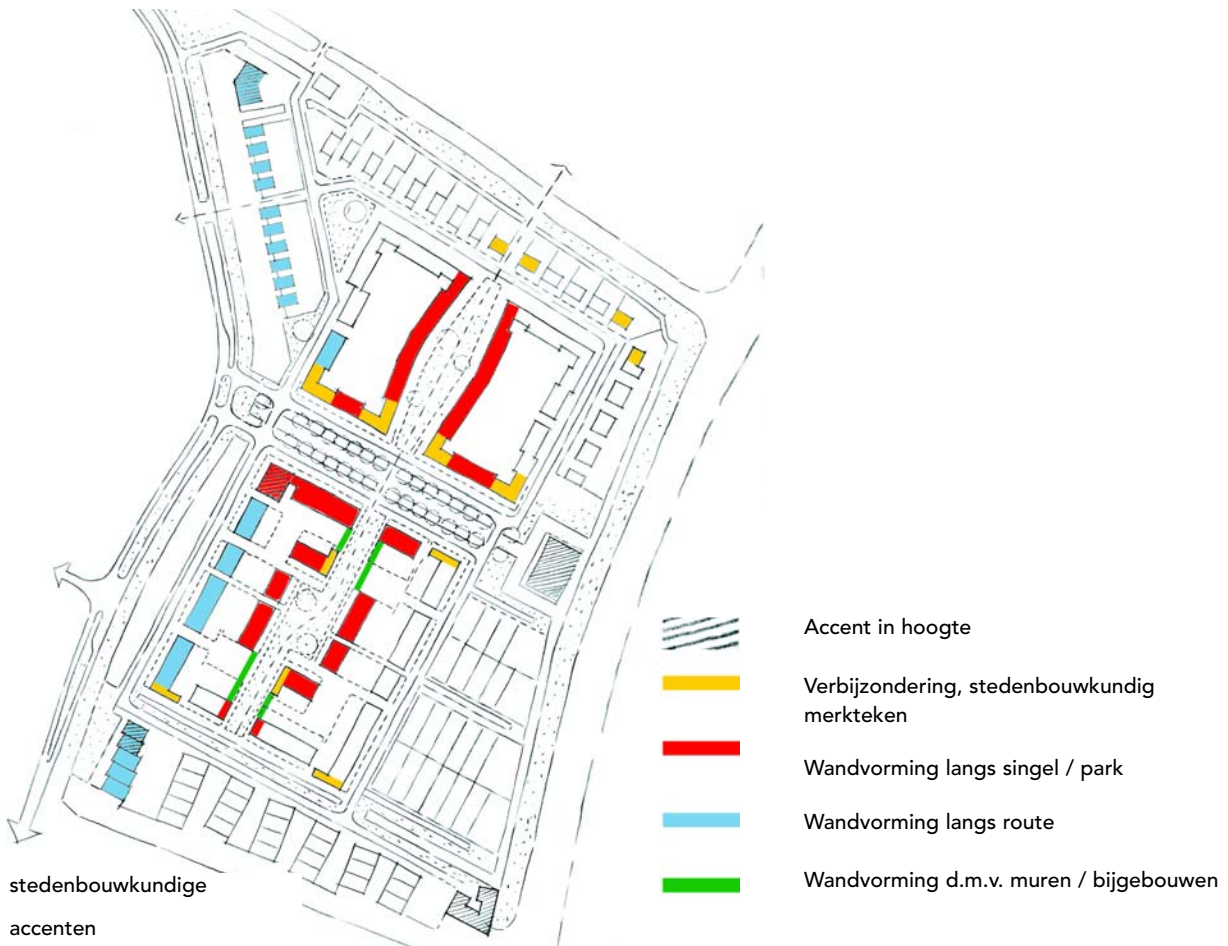 Accent in hoogte
Verbijzondering, stedenbouwkundig
merkteken
Wandvorming langs singel / park
Wandvorming langs route
Wandvorming d.m.v. muren / bijgebouwen
stedenbouwkundige
accenten